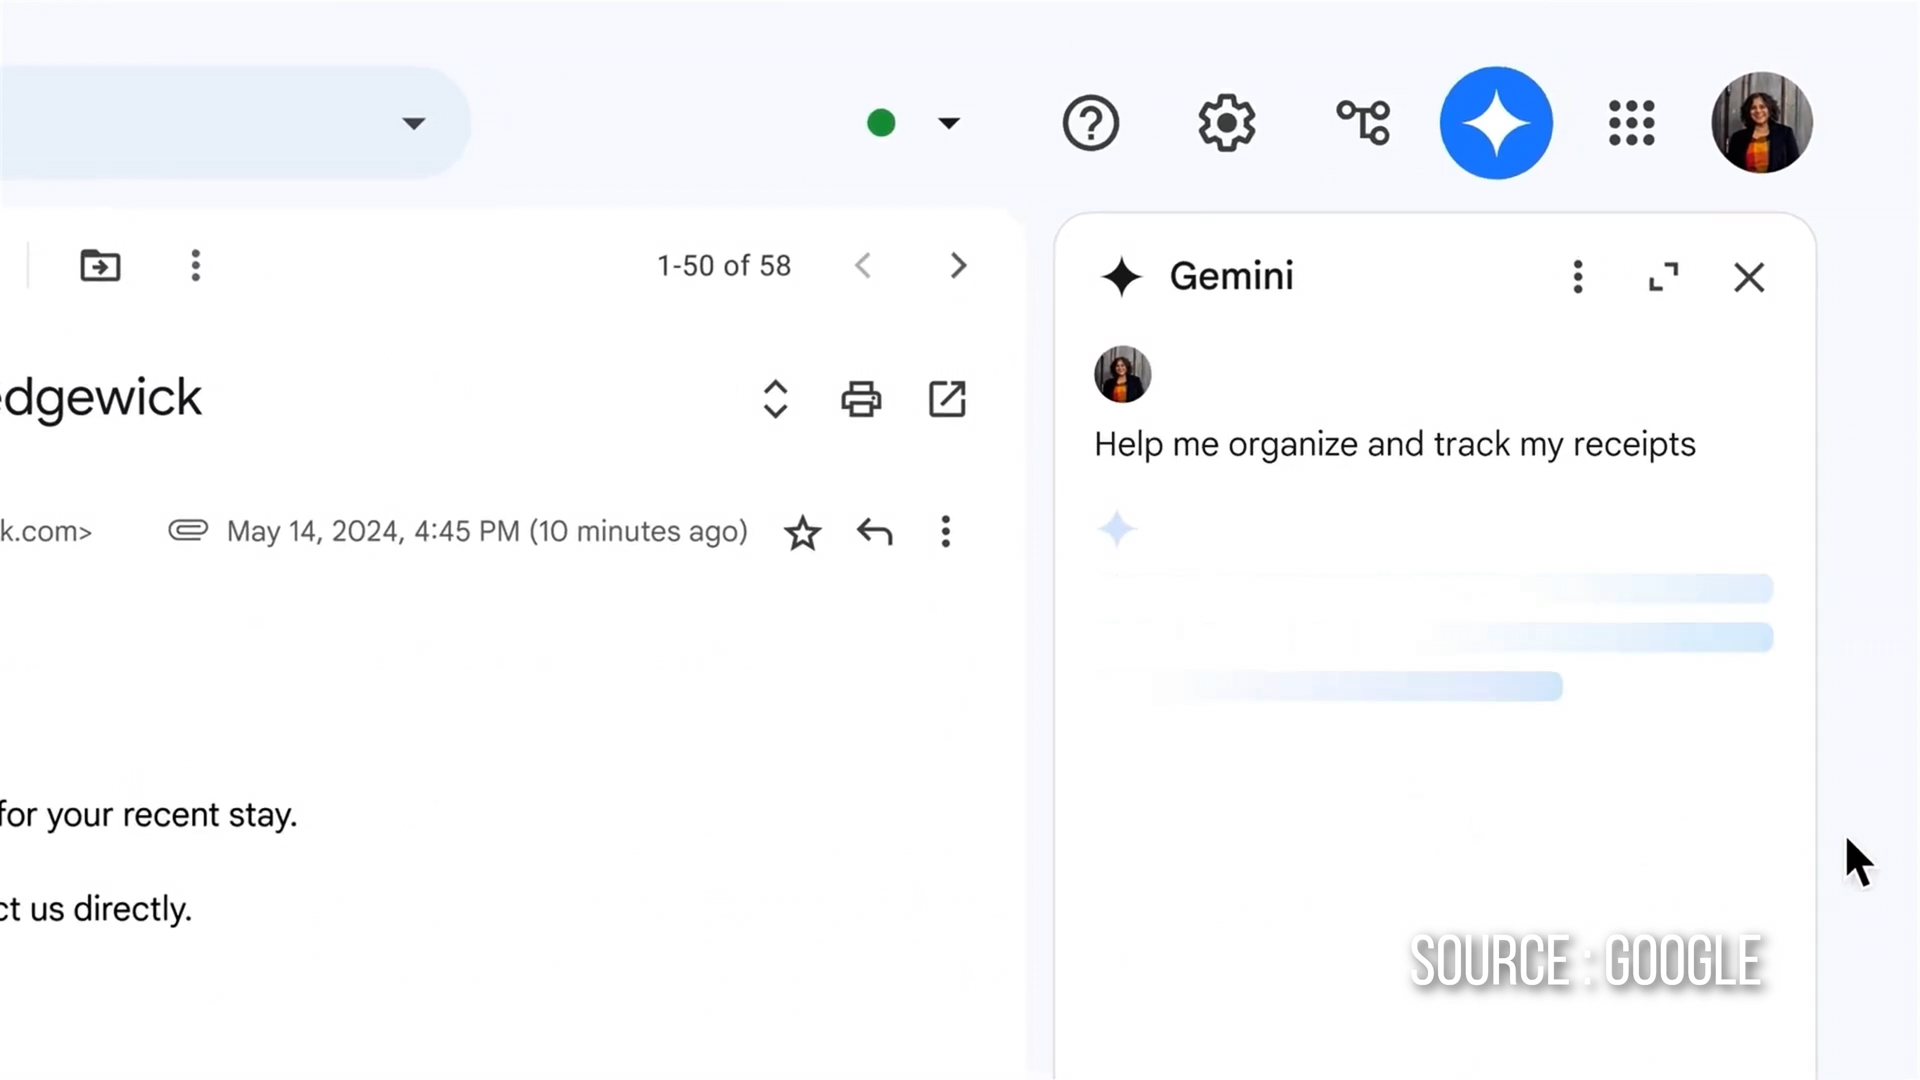 1-50 of 58
edgewick
k.com>
May 14, 2024, 4:45 PM (10 minutes ago)
for your recent stay.
ct us directly.
Gemini
Help me organize and track my receipts
SOURCE : GOOGLE